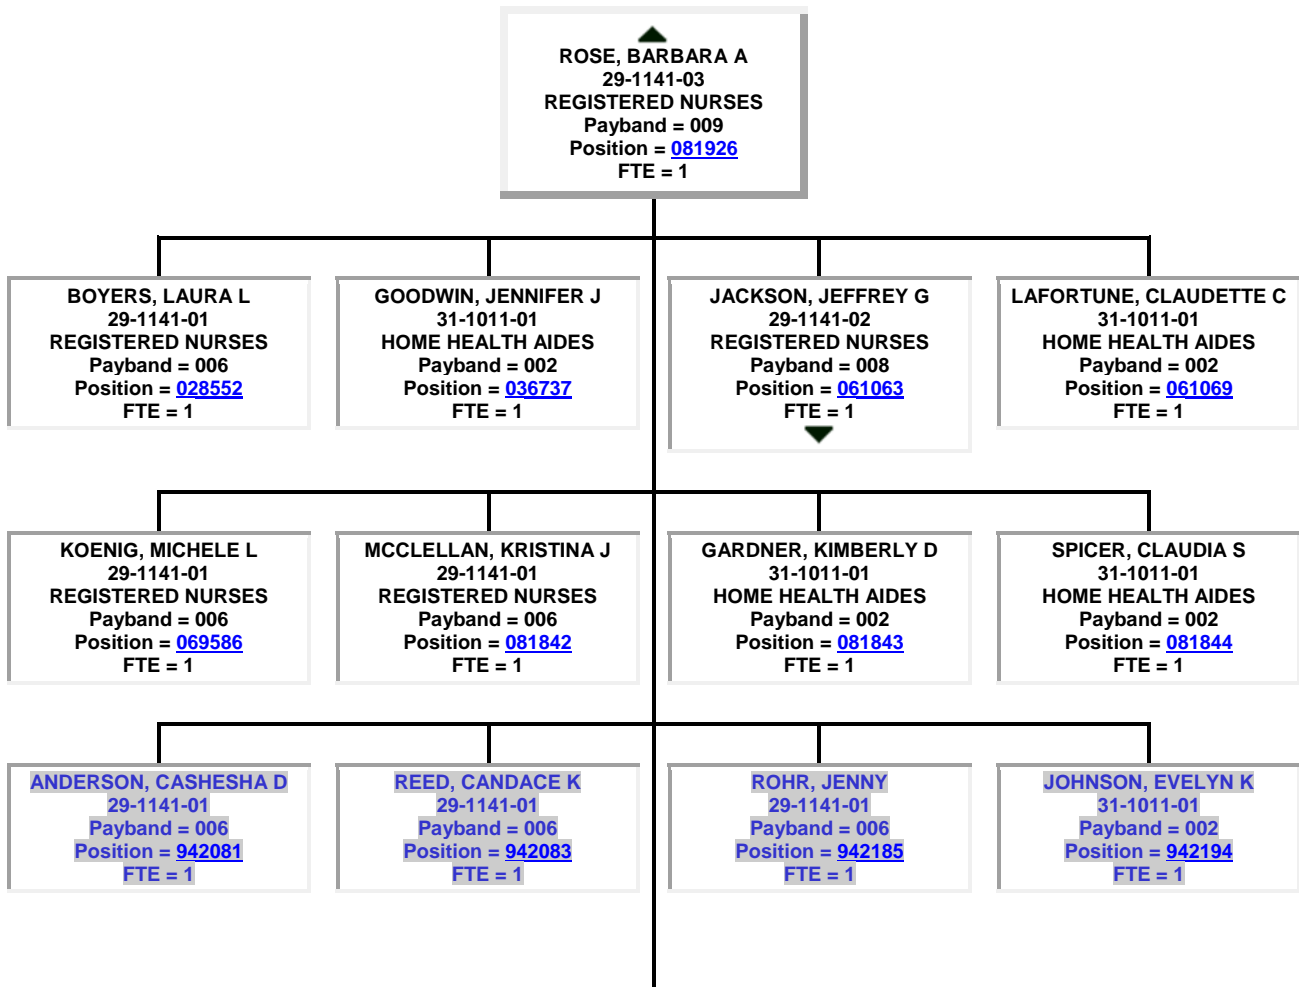 ROSE, BARBARA A
29-1141-03
REGISTERED NURSES
Payband = 009
Position = 081926
FTE = 1
BOYERS, LAURA L
29-1141-01
REGISTERED NURSES
Payband = 006
Position = 028552
FTE = 1
GOODWIN, JENNIFER J
31-1011-01
HOME HEALTH AIDES
Payband = 002
Position = 036737
FTE = 1
JACKSON, JEFFREY G
29-1141-02
REGISTERED NURSES
Payband = 008
Position = 061063
FTE = 1
LAFORTUNE, CLAUDETTE C
31-1011-01
HOME HEALTH AIDES
Payband = 002
Position = 061069
FTE = 1
KOENIG, MICHELE L
29-1141-01
REGISTERED NURSES
Payband = 006
Position = 069586
FTE = 1
MCCLELLAN, KRISTINA J
29-1141-01
REGISTERED NURSES
Payband = 006
Position = 081842
FTE = 1
GARDNER, KIMBERLY D
31-1011-01
HOME HEALTH AIDES
Payband = 002
Position = 081843
FTE = 1
SPICER, CLAUDIA S
31-1011-01
HOME HEALTH AIDES
Payband = 002
Position = 081844
FTE = 1
ANDERSON, CASHESHA D
29-1141-01
Payband = 006
Position = 942081
FTE = 1
REED, CANDACE K
29-1141-01
Payband = 006
Position = 942083
FTE = 1
ROHR, JENNY
29-1141-01
Payband = 006
Position = 942185
FTE = 1
JOHNSON, EVELYN K
31-1011-01
Payband = 002
Position = 942194
FTE = 1